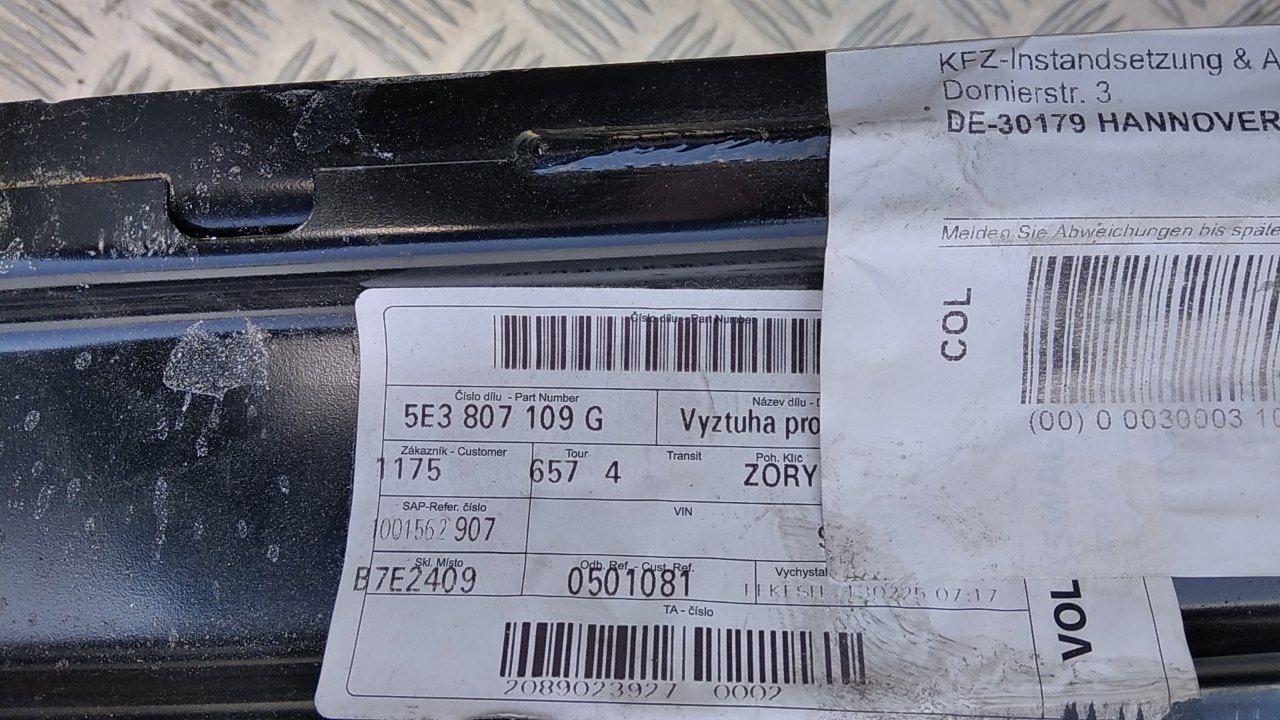 KFZ-Instandsetzung & A
Dornierstr. 3
DE-30179 HANNOVER
Melden Sie Abweichungen bis späte
COL
(00) 0 0030003 10
Číslo dílu - Part Number
Číslo dílu - Part Number
5E3 807 109 G
Název dílu - D
Vyztuha pro
Zákazník - Customer
1175
Tour
657 4
Transit
Poh. Klíč
ZORY
SAP-Refer. číslo
1001562 907
VIN
Skl. Místo
B7E2409
Odb. Ref. - Cust. Ref.
0501081
Vychystal
130225 07:17
TA - číslo
2089023927 0002
VOL